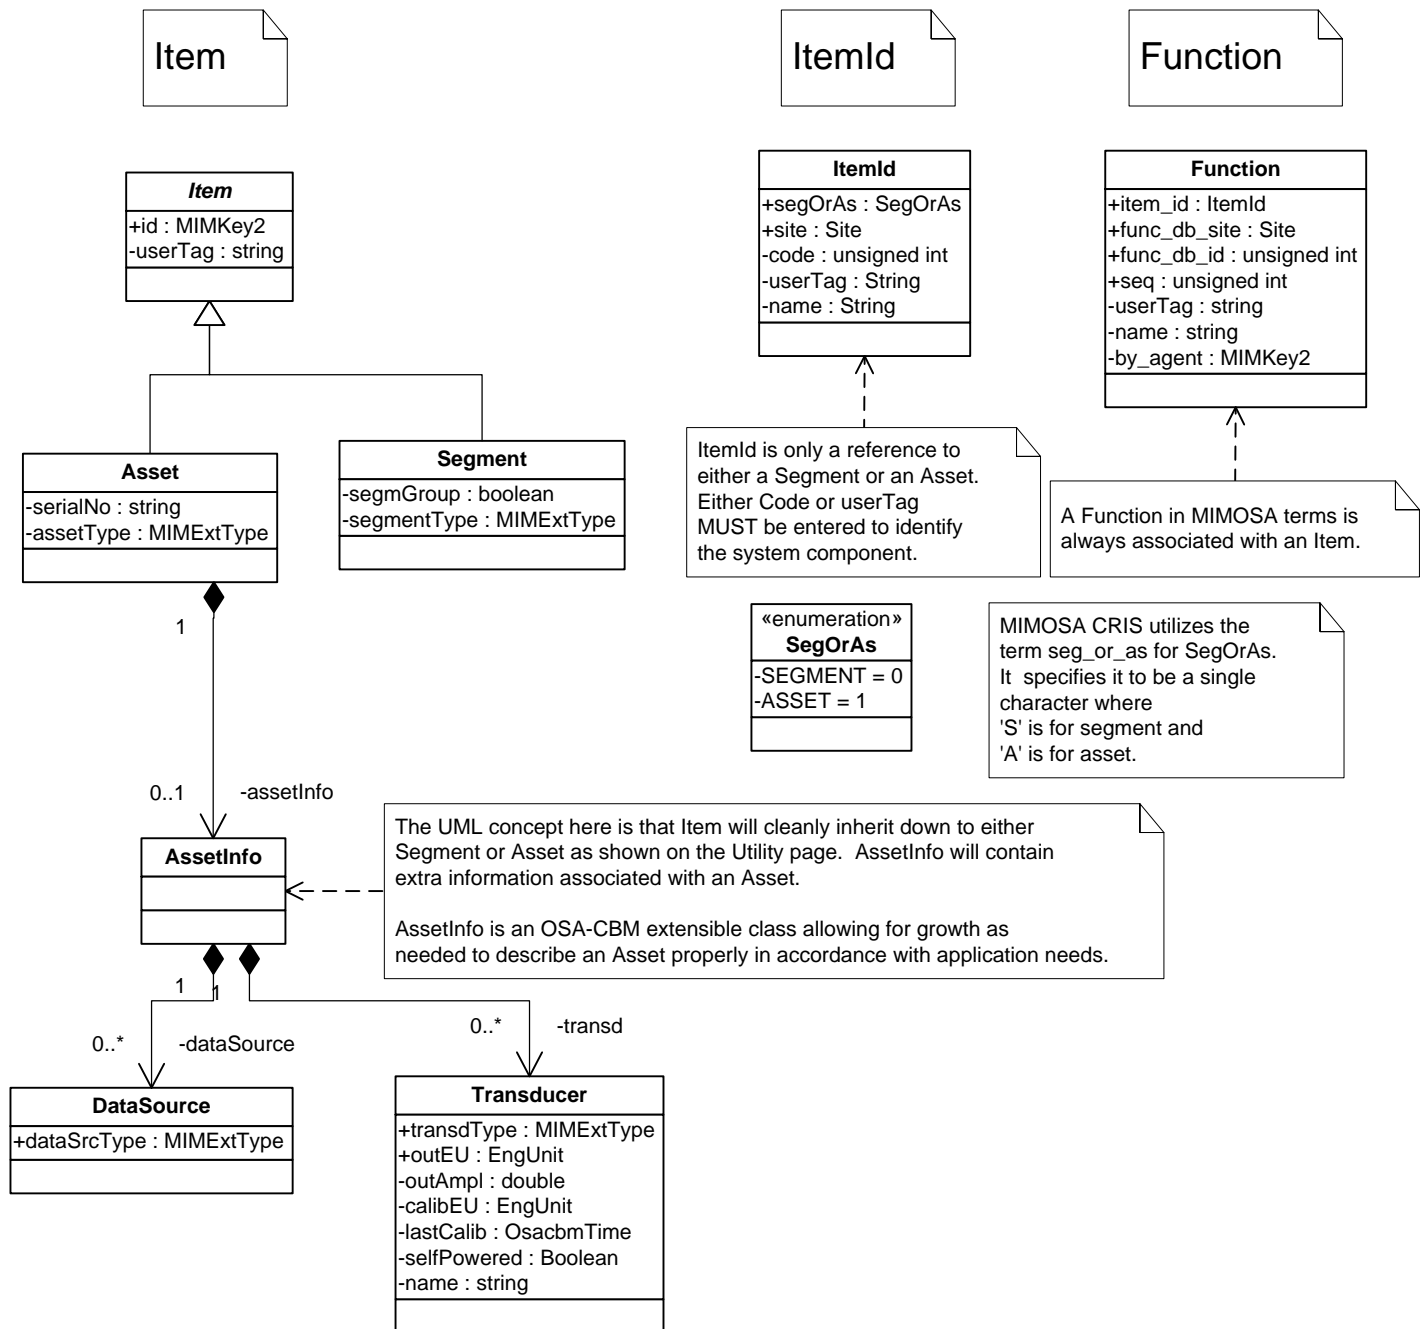 Item
ItemId
Function
Item
+id : MIMKey2
-userTag : string
ItemId
+segOrAs : SegOrAs
+site : Site
-code : unsigned int
-userTag : String
-name : String
Function
+item_id : ItemId
+func_db_site : Site
+func_db_id : unsigned int
+seq : unsigned int
-userTag : string
-name : string
-by_agent : MIMKey2
Asset
-serialNo : string
-assetType : MIMExtType
Segment
-segmGroup : boolean
-segmentType : MIMExtType
ItemId is only a reference to
either a Segment or an Asset.
Either Code or userTag
MUST be entered to identify
the system component.
A Function in MIMOSA terms is
always associated with an Item.
«enumeration»
SegOrAs
-SEGMENT = 0
-ASSET = 1
MIMOSA CRIS utilizes the
term seg_or_as for SegOrAs.
It  specifies it to be a single
character where
'S' is for segment and
'A' is for asset.
1
0..1
-assetInfo
AssetInfo
The UML concept here is that Item will cleanly inherit down to either
Segment or Asset as shown on the Utility page.  AssetInfo will contain
extra information associated with an Asset.
AssetInfo is an OSA-CBM extensible class allowing for growth as
needed to describe an Asset properly in accordance with application needs.
1
1
0..*
-dataSource
0..*
-transd
DataSource
+dataSrcType : MIMExtType
Transducer
+transdType : MIMExtType
+outEU : EngUnit
-outAmpl : double
-calibEU : EngUnit
-lastCalib : OsacbmTime
-selfPowered : Boolean
-name : string